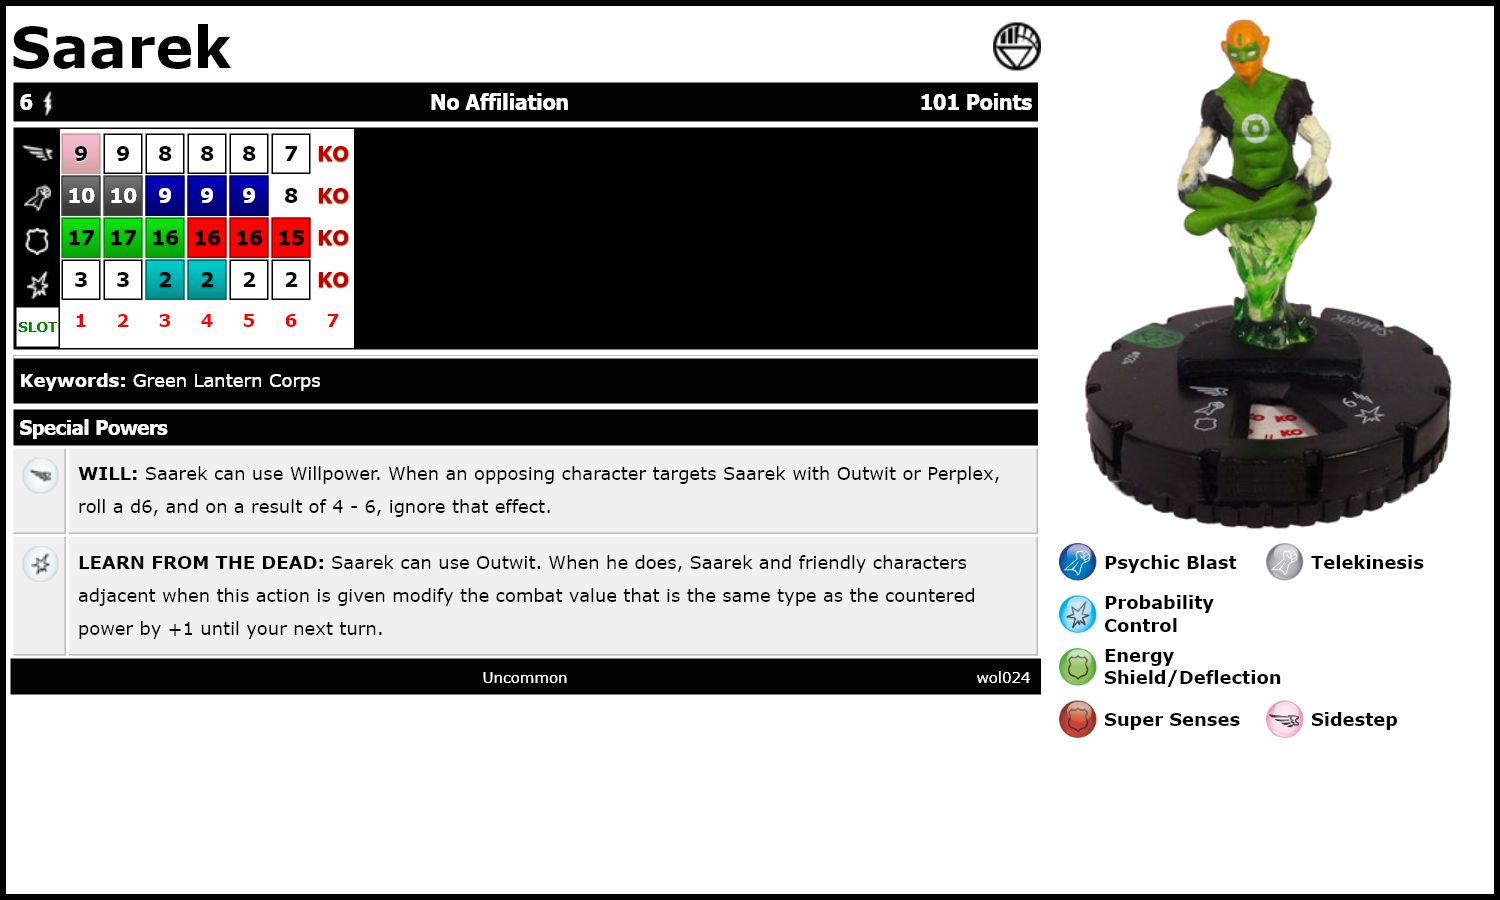 Saarek
6 No Affiliation 101 Points
9 9 8 8 8 7 KO
10 10 9 9 9 8 KO
17 17 16 16 16 15 KO
3 3 2 2 2 2 KO
SLOT 1 2 3 4 5 6 7
Keywords: Green Lantern Corps
Special Powers
WILL: Saarek can use Willpower. When an opposing character targets Saarek with Outwit or Perplex,
roll a d6, and on a result of 4 - 6, ignore that effect.
LEARN FROM THE DEAD: Saarek can use Outwit. When he does, Saarek and friendly characters
adjacent when this action is given modify the combat value that is the same type as the countered
power by +1 until your next turn.
Uncommon wol024
SAAREK
6
KO KO
KO
Psychic Blast Telekinesis
Probability
Control
Energy
Shield/Deflection
Super Senses Sidestep